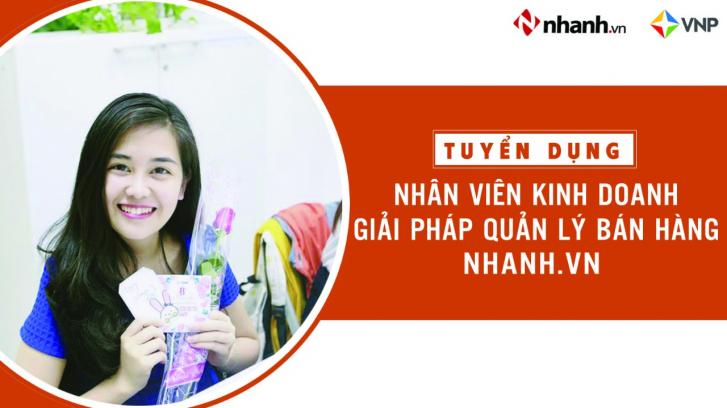 nhanh.vn
VNP
TUYỂN DỤNG
NHÂN VIÊN KINH DOANH
GIẢI PHÁP QUẢN LÝ BÁN HÀNG
NHANH.VN